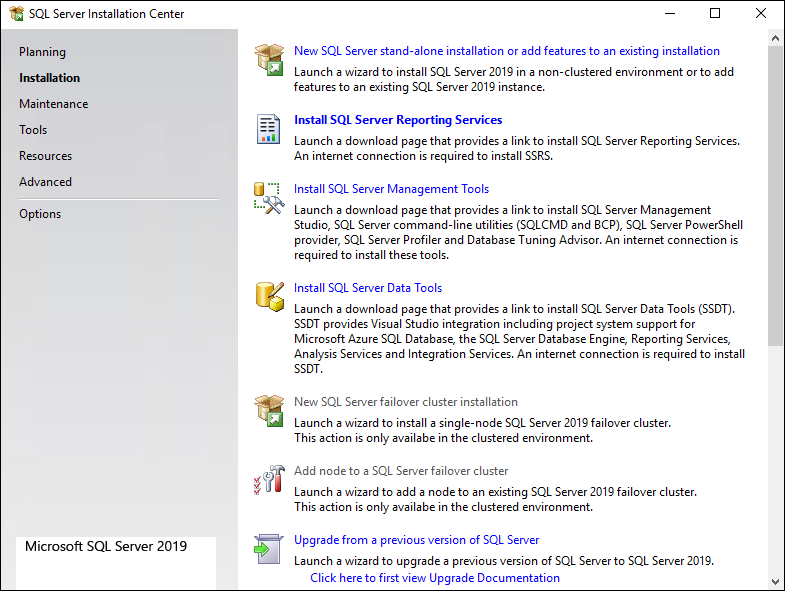 SQL Server Installation Center
Planning
Installation
Maintenance
Tools
Resources
Advanced
Options
Microsoft SQL Server 2019
New SQL Server stand-alone installation or add features to an existing installation
Launch a wizard to install SQL Server 2019 in a non-clustered environment or to add
features to an existing SQL Server 2019 instance.
Install SQL Server Reporting Services
Launch a download page that provides a link to install SQL Server Reporting Services.
An internet connection is required to install SSRS.
Install SQL Server Management Tools
Launch a download page that provides a link to install SQL Server Management
Studio, SQL Server command-line utilities (SQLCMD and BCP), SQL Server PowerShell
provider, SQL Server Profiler and Database Tuning Advisor. An internet connection is
required to install these tools.
Install SQL Server Data Tools
Launch a download page that provides a link to install SQL Server Data Tools (SSDT).
SSDT provides Visual Studio integration including project system support for
Microsoft Azure SQL Database, the SQL Server Database Engine, Reporting Services,
Analysis Services and Integration Services. An internet connection is required to install
SSDT.
New SQL Server failover cluster installation
Launch a wizard to install a single-node SQL Server 2019 failover cluster.
This action is only availabe in the clustered environment.
Add node to a SQL Server failover cluster
Launch a wizard to add a node to an existing SQL Server 2019 failover cluster.
This action is only availabe in the clustered environment.
Upgrade from a previous version of SQL Server
Launch a wizard to upgrade a previous version of SQL Server to SQL Server 2019.
Click here to first view Upgrade Documentation